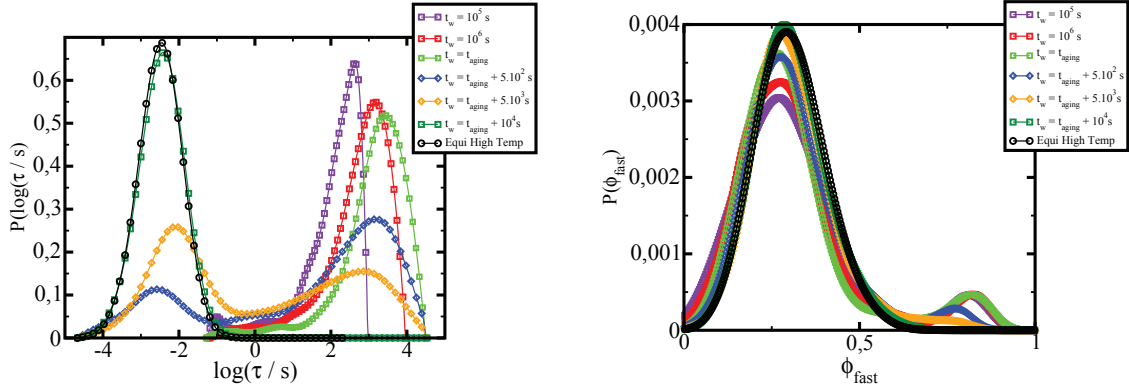 P(log(τ / s)
0,6
0,5
0,4
0,3
0,2
0,1
0
-4
-2
0
2
4
log(τ / s)
t_w = 10^5 s
t_w = 10^6 s
t_w = t_aging
t_w = t_aging + 5.10^2 s
t_w = t_aging + 5.10^3 s
t_w = t_aging + 10^4 s
Equi High Temp
P(ϕ_fast)
0,004
0,003
0,002
0,001
0
0
0,5
1
ϕ_fast
t_w = 10^5 s
t_w = 10^6 s
t_w = t_aging
t_w = t_aging + 5.10^2 s
t_w = t_aging + 5.10^3 s
t_w = t_aging + 10^4 s
Equi High Temp